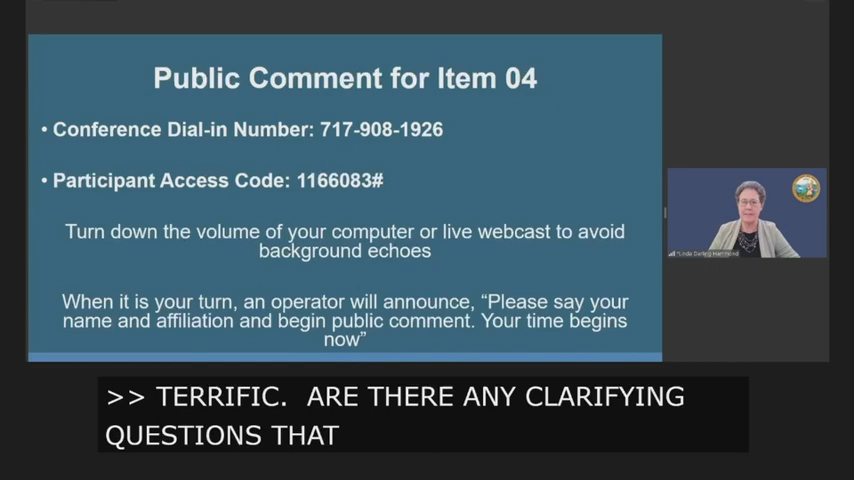 Public Comment for Item 04
• Conference Dial-in Number: 717-908-1926
• Participant Access Code: 1166083#
Turn down the volume of your computer or live webcast to avoid
background echoes
When it is your turn, an operator will announce, “Please say your
name and affiliation and begin public comment. Your time begins
now”
*Linda Darling Hammond
>> TERRIFIC.  ARE THERE ANY CLARIFYING
QUESTIONS THAT